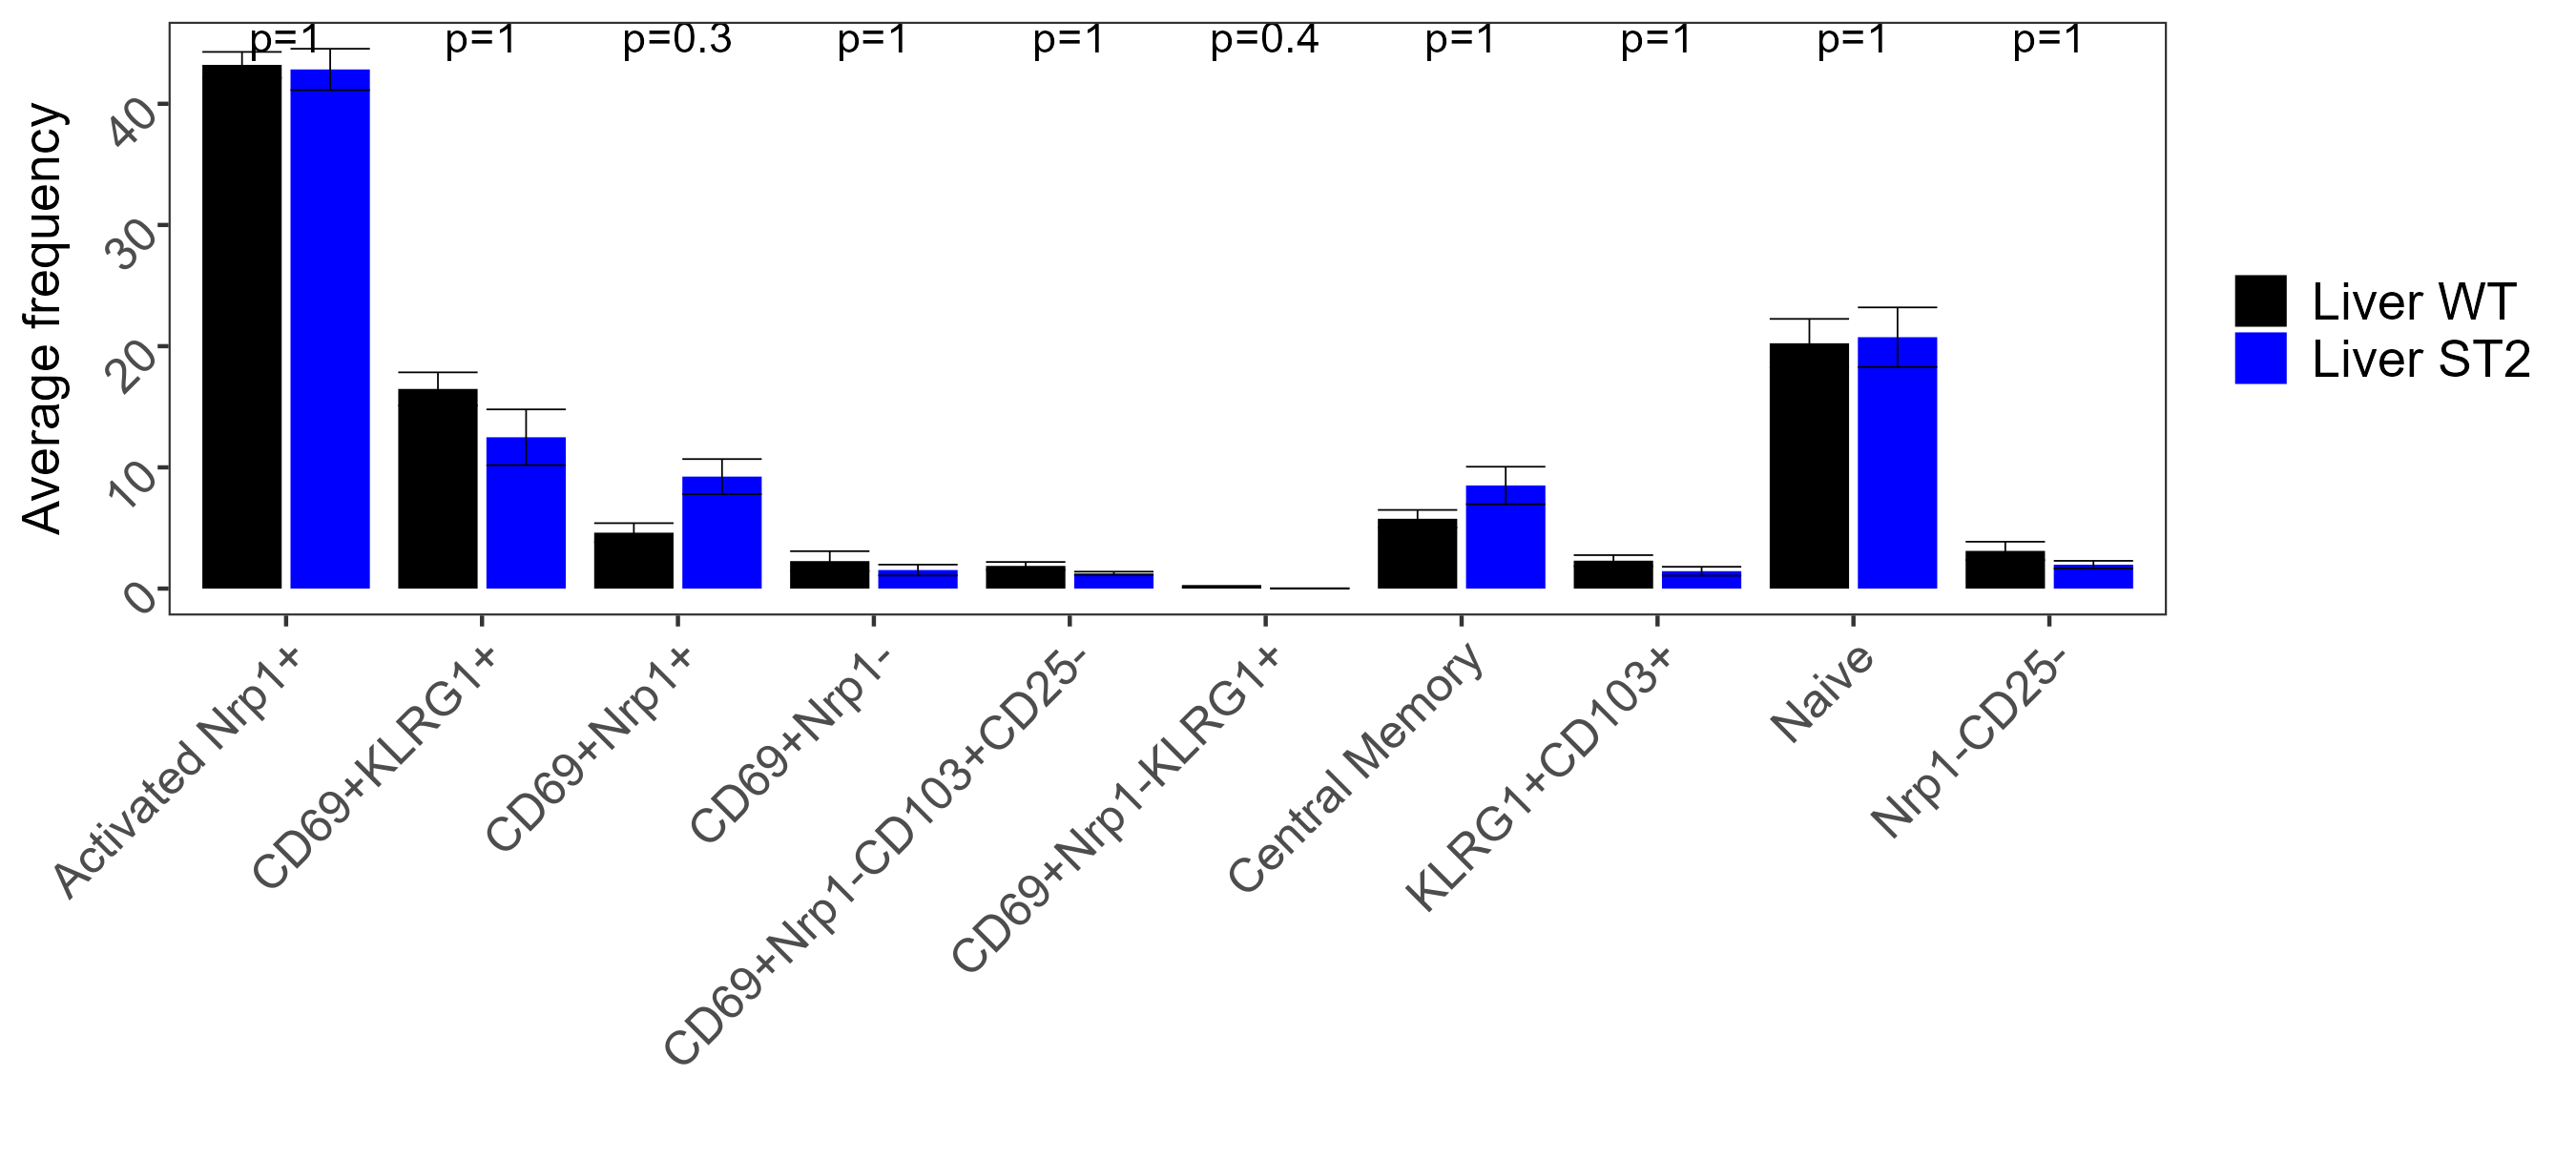 p=1 p=1 p=0.3 p=1 p=1 p=0.4 p=1 p=1 p=1 p=1
Average frequency
40
30
20
10
0
Liver WT
Liver ST2
Activated Nrp1+
CD69+KLRG1+
CD69+Nrp1+
CD69+Nrp1-
CD69+Nrp1-CD103+CD25-
CD69+Nrp1-KLRG1+
Central Memory
KLRG1+CD103+
Naive
Nrp1-CD25-